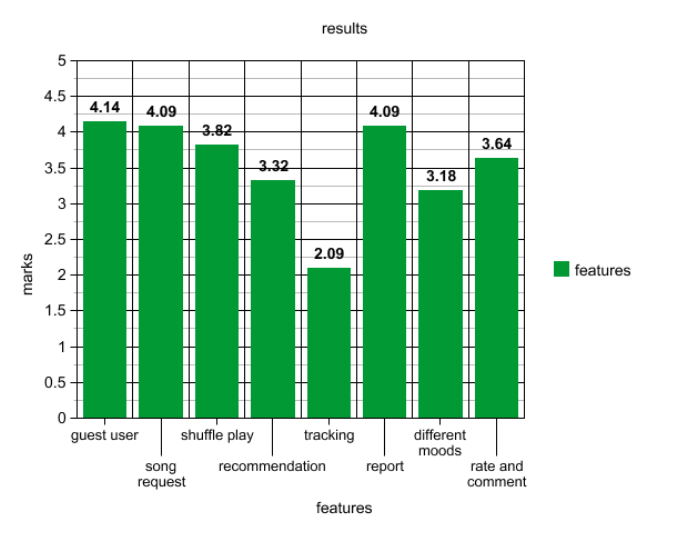 results
5
4.5
4
3.5
3
2.5
2
1.5
1
0.5
0
marks
4.14
4.09
3.82
3.32
2.09
4.09
3.18
3.64
features
guest user
song
request
shuffle play
recommendation
tracking
report
different
moods
rate and
comment
features